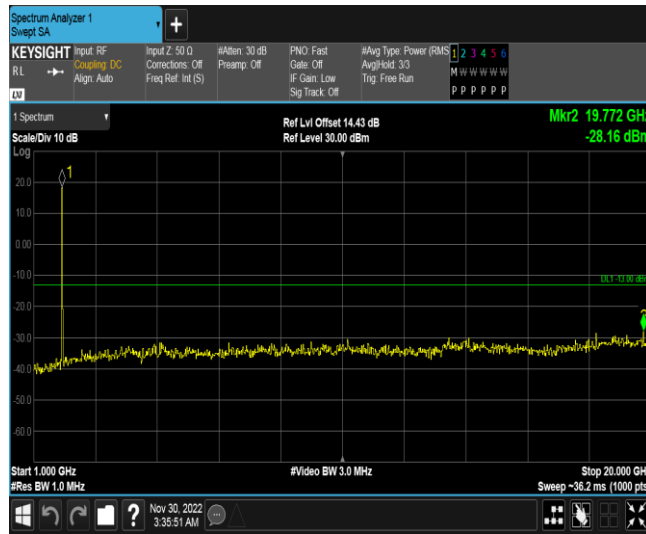 Spectrum Analyzer 1
Swept SA
KEYSIGHT
RL
LXI
Input: RF
Coupling: DC
Align: Auto
Input Z: 50 Ω
Corrections: Off
Freq Ref: Int (S)
#Atten: 30 dB
Preamp: Off
PNO: Fast
Gate: Off
IF Gain: Low
Sig Track: Off
#Avg Type: Power (RMS
Avg|Hold: 3/3
Trig: Free Run
1 2 3 4 5 6
M W W W W W
P P P P P P
1 Spectrum
Scale/Div 10 dB
Log
Ref Lvl Offset 14.43 dB
Ref Level 30.00 dBm
Mkr2 19.772 GHz
-28.16 dBm
1
20.0
10.0
0.00
-10.0
DL1 -13.00 dBm
-20.0
-30.0
-40.0
-50.0
-60.0
Start 1.000 GHz
#Res BW 1.0 MHz
#Video BW 3.0 MHz
Stop 20.000 GH
Sweep ~36.2 ms (1000 pts
?
Nov 30, 2022
3:35:51 AM